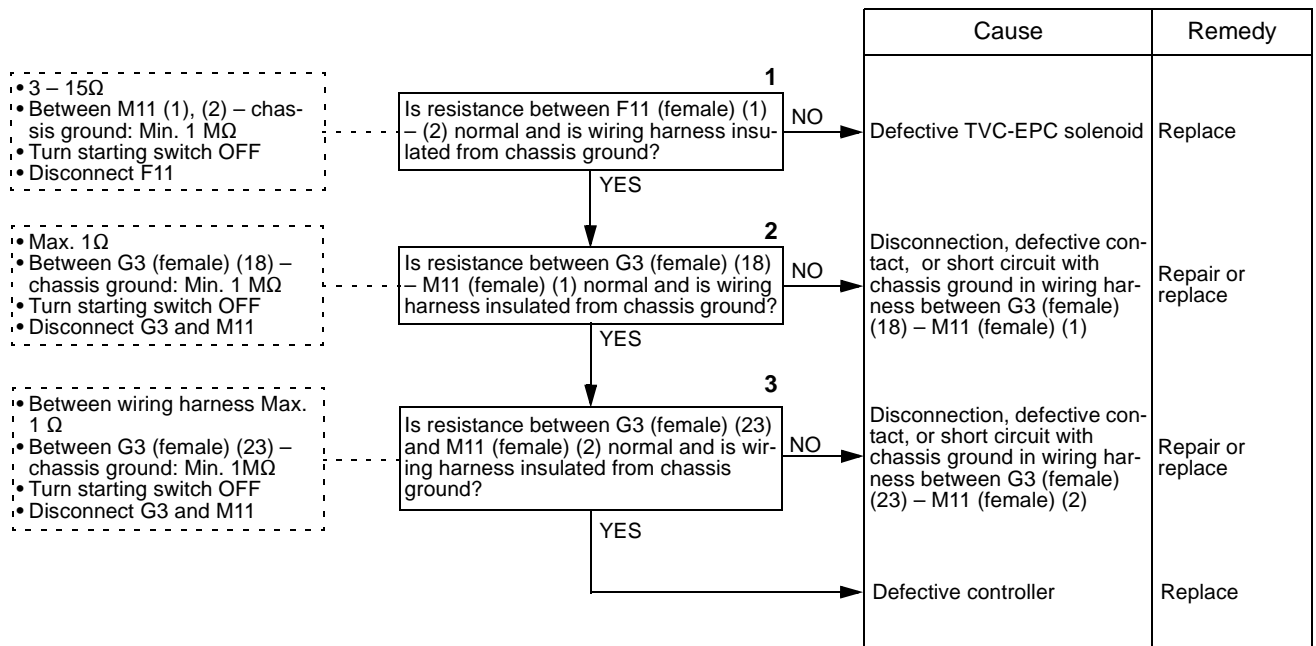 Cause
Remedy
• 3 – 15Ω
• Between M11 (1), (2) – chas-
sis ground: Min. 1 MΩ
• Turn starting switch OFF
• Disconnect F11
1
Is resistance between F11 (female) (1)
– (2) normal and is wiring harness insu-
lated from chassis ground?
NO
Defective TVC-EPC solenoid
Replace
YES
• Max. 1Ω
• Between G3 (female) (18) –
chassis ground: Min. 1 MΩ
• Turn starting switch OFF
• Disconnect G3 and M11
2
Is resistance between G3 (female) (18)
– M11 (female) (1) normal and is wiring
harness insulated from chassis ground?
NO
Disconnection, defective con-
tact, or short circuit with
chassis ground in wiring har-
ness between G3 (female)
(18) – M11 (female) (1)
Repair or
replace
YES
• Between wiring harness Max.
1 Ω
• Between G3 (female) (23) –
chassis ground: Min. 1MΩ
• Turn starting switch OFF
• Disconnect G3 and M11
3
Is resistance between G3 (female) (23)
and M11 (female) (2) normal and is wir-
ing harness insulated from chassis
ground?
NO
Disconnection, defective con-
tact, or short circuit with
chassis ground in wiring har-
ness between G3 (female)
(23) – M11 (female) (2)
Repair or
replace
YES
Defective controller
Replace